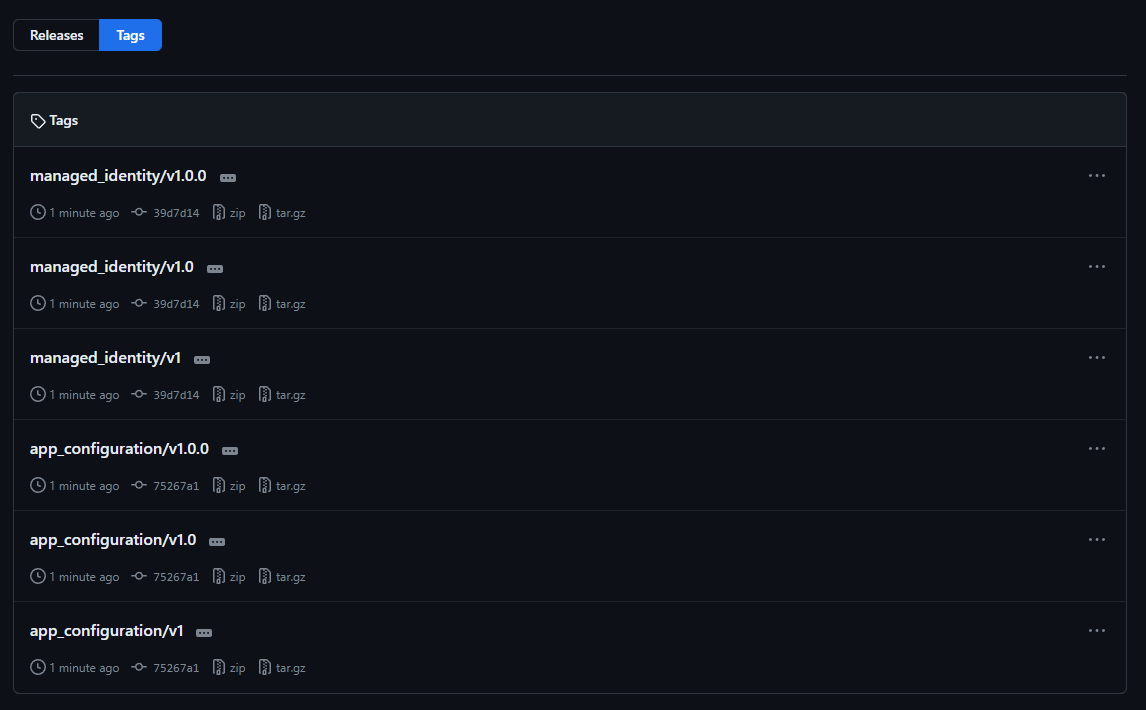 Releases Tags
Tags
managed_identity/v1.0.0
1 minute ago 39d7d14 zip tar.gz
managed_identity/v1.0
1 minute ago 39d7d14 zip tar.gz
managed_identity/v1
1 minute ago 39d7d14 zip tar.gz
app_configuration/v1.0.0
1 minute ago 75267a1 zip tar.gz
app_configuration/v1.0
1 minute ago 75267a1 zip tar.gz
app_configuration/v1
1 minute ago 75267a1 zip tar.gz